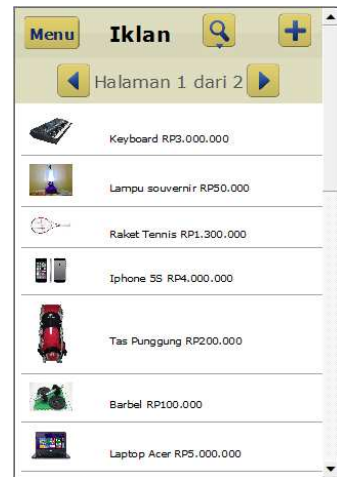 Menu Iklan
Halaman 1 dari 2
Keyboard RP3.000.000
Lampu souvernir RP50.000
Raket Tennis RP1.300.000
Iphone 5S RP4.000.000
Tas Punggung RP200.000
Barbel RP100.000
Laptop Acer RP5.000.000